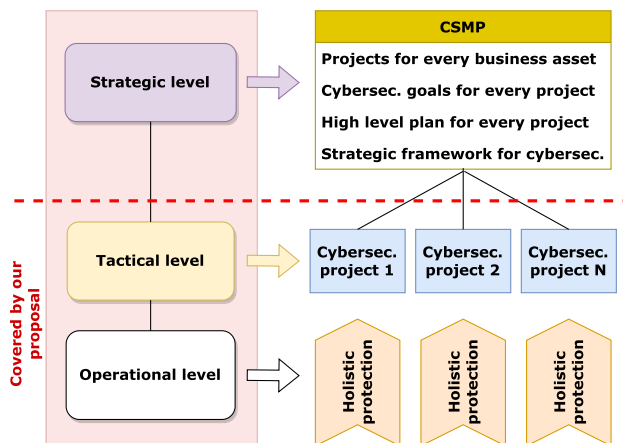 CSMP
Strategic level
Projects for every business asset
Cybersec. goals for every project
High level plan for every project
Strategic framework for cybersec.
Covered by our
proposal
Tactical level
Cybersec.
project 1
Cybersec.
project 2
Cybersec.
project N
Operational level
Holistic
protection
Holistic
protection
Holistic
protection